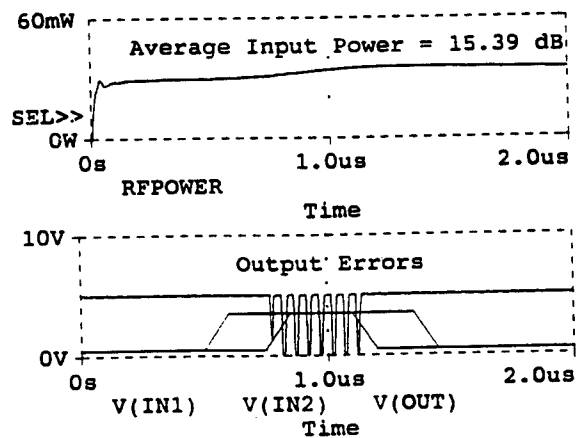 60mW
Average Input Power = 15.39 dB
SEL>>
0W
0s 1.0us 2.0us
RFPOWER
Time
10V
Output Errors
0V
0s 1.0us 2.0us
V(IN1) V(IN2) V(OUT)
Time